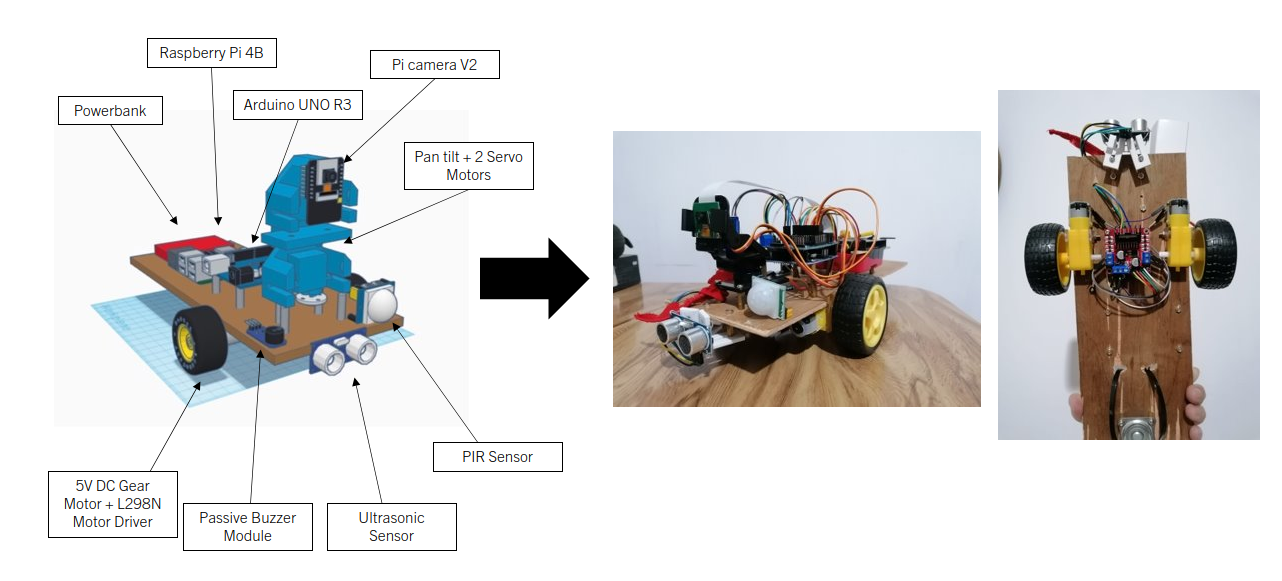 Raspberry Pi 4B
Pi camera V2
Powerbank
Arduino UNO R3
Pan tilt + 2 Servo
Motors
PIR Sensor
5V DC Gear
Motor + L298N
Motor Driver
Passive Buzzer
Module
Ultrasonic
Sensor